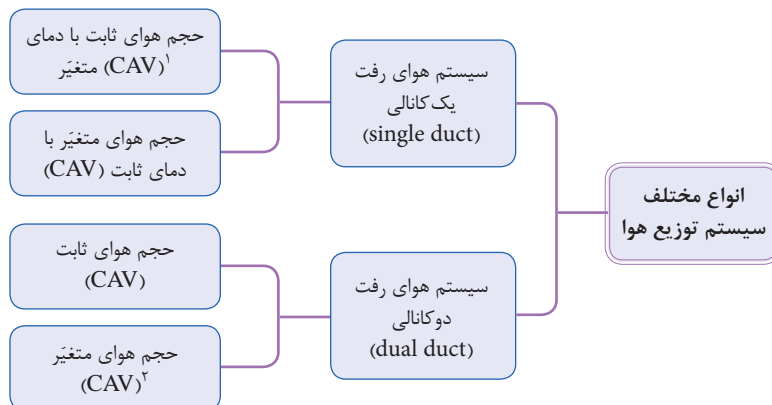 انواع مختلف
سیستم توزیع هوا
سیستم هوای رفت
یک‌کانالی
(single duct)
حجم هوای ثابت با دمای
متغیَر (CAV)۱
حجم هوای متغیَر با
دمای ثابت (CAV)
سیستم هوای رفت
دوکانالی
(dual duct)
حجم هوای ثابت
(CAV)
حجم هوای متغیَر
(CAV)۲